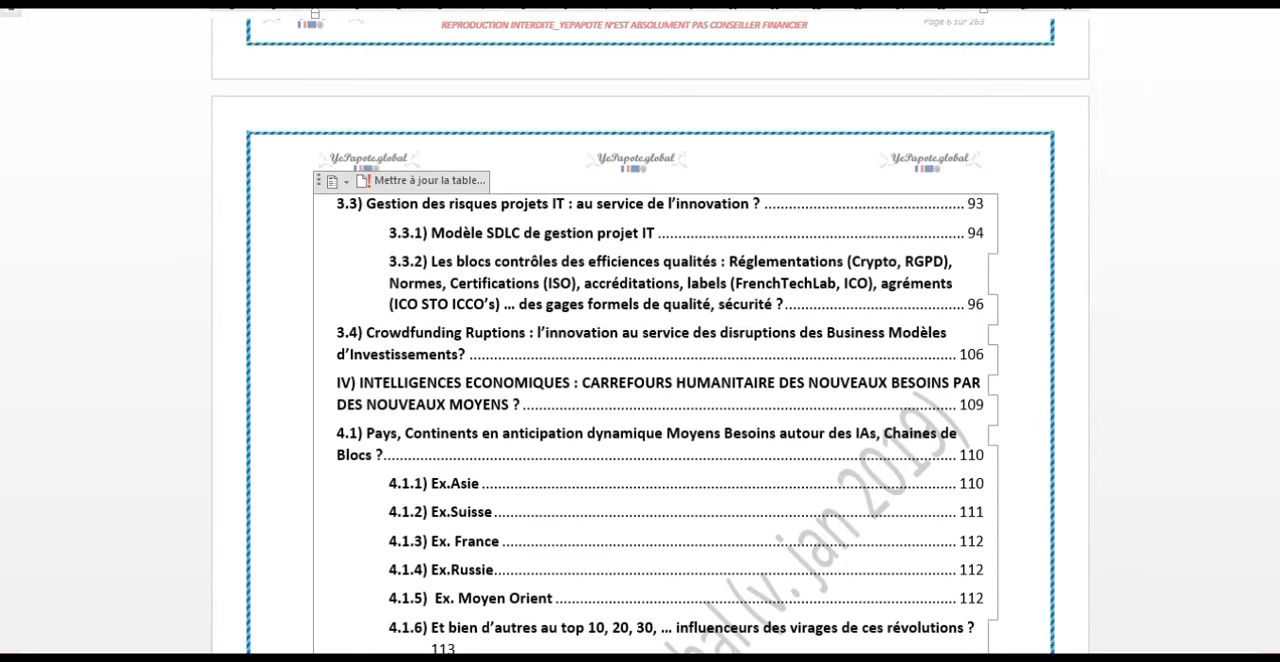 REPRODUCTION INTERDITE_YEPAPOTE N'EST ABSOLUMENT PAS CONSEILLER FINANCIER
Page 6 sur 263
YePapote.global YePapote.global YePapote.global
Mettre à jour la table...
3.3) Gestion des risques projets IT : au service de l’innovation ? 93
3.3.1) Modèle SDLC de gestion projet IT 94
3.3.2) Les blocs contrôles des efficiences qualités : Réglementations (Crypto, RGPD),
Normes, Certifications (ISO), accréditations, labels (FrenchTechLab, ICO), agréments
(ICO STO ICCO’s) … des gages formels de qualité, sécurité ? 96
3.4) Crowdfunding Ruptions : l’innovation au service des disruptions des Business Modèles
d’Investissements? 106
IV) INTELLIGENCES ECONOMIQUES : CARREFOURS HUMANITAIRE DES NOUVEAUX BESOINS PAR
DES NOUVEAUX MOYENS ? 109
4.1) Pays, Continents en anticipation dynamique Moyens Besoins autour des IAs, Chaines de
Blocs ? 110
4.1.1) Ex.Asie 110
4.1.2) Ex.Suisse 111
4.1.3) Ex. France 112
4.1.4) Ex.Russie 112
4.1.5) Ex. Moyen Orient 112
4.1.6) Et bien d’autres au top 10, 20, 30, … influenceurs des virages de ces révolutions ?
113
(v. jan 2019)